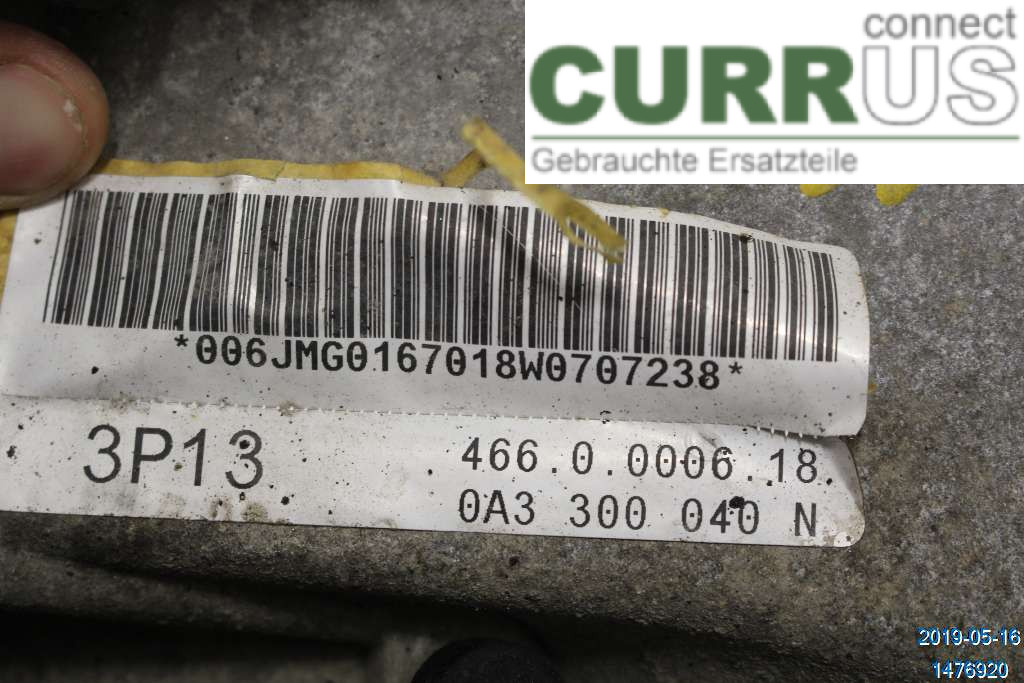 connect
CURRUS
Gebrauchte Ersatzteile
*006JMG0167018W0707238*
3P13
466.0.0006.18
0A3 300 040 N
2019-05-16
1476920